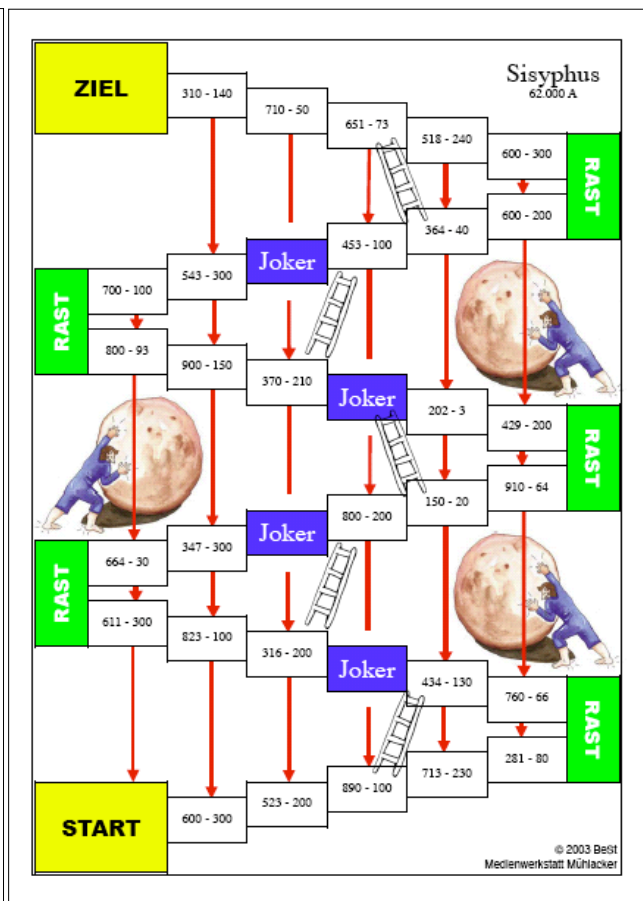 ZIEL
310 - 140
710 - 50
651 - 73
518 - 240
600 - 300
Sisyphus
62.000 A
RAST
600 - 200
364 - 40
453 - 100
Joker
543 - 300
700 - 100
RAST
800 - 93
900 - 150
370 - 210
Joker
202 - 3
429 - 200
RAST
910 - 64
150 - 20
800 - 200
Joker
347 - 300
664 - 30
RAST
611 - 300
823 - 100
316 - 200
Joker
434 - 130
760 - 66
RAST
281 - 80
713 - 230
890 - 100
523 - 200
600 - 300
START
© 2003 BeSt
Medienwerkstatt Mühlacker